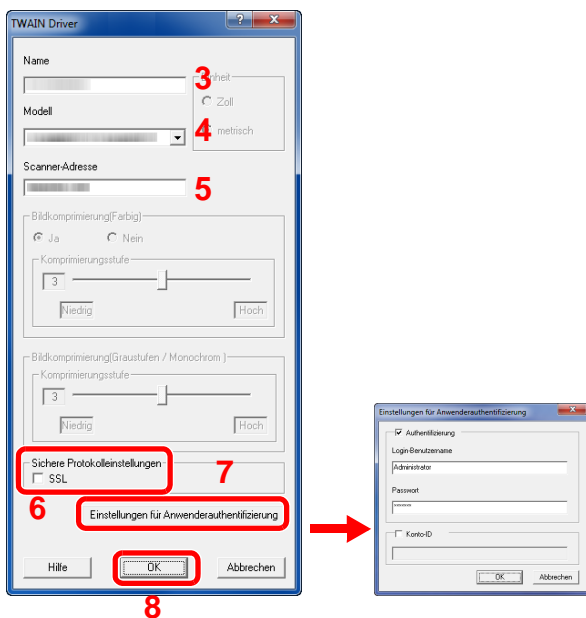 TWAIN Driver
Name
3
Einheit
Zoll
metrisch
Modell
4
Scanner-Adresse
5
Bildkomprimierung(Farbig)
Ja Nein
Komprimierungsstufe
3
Niedrig Hoch
Bildkomprimierung(Graustufen / Monochrom )
Komprimierungsstufe
3
Niedrig Hoch
Sichere Protokolleinstellungen
7
SSL
6
Einstellungen für Anwenderauthentifizierung
Hilfe OK Abbrechen
8
Einstellungen für Anwenderauthentifizierung
Authentifizierung
Login-Benutzername
Administrator
Passwort
Konto-ID
OK Abbrechen